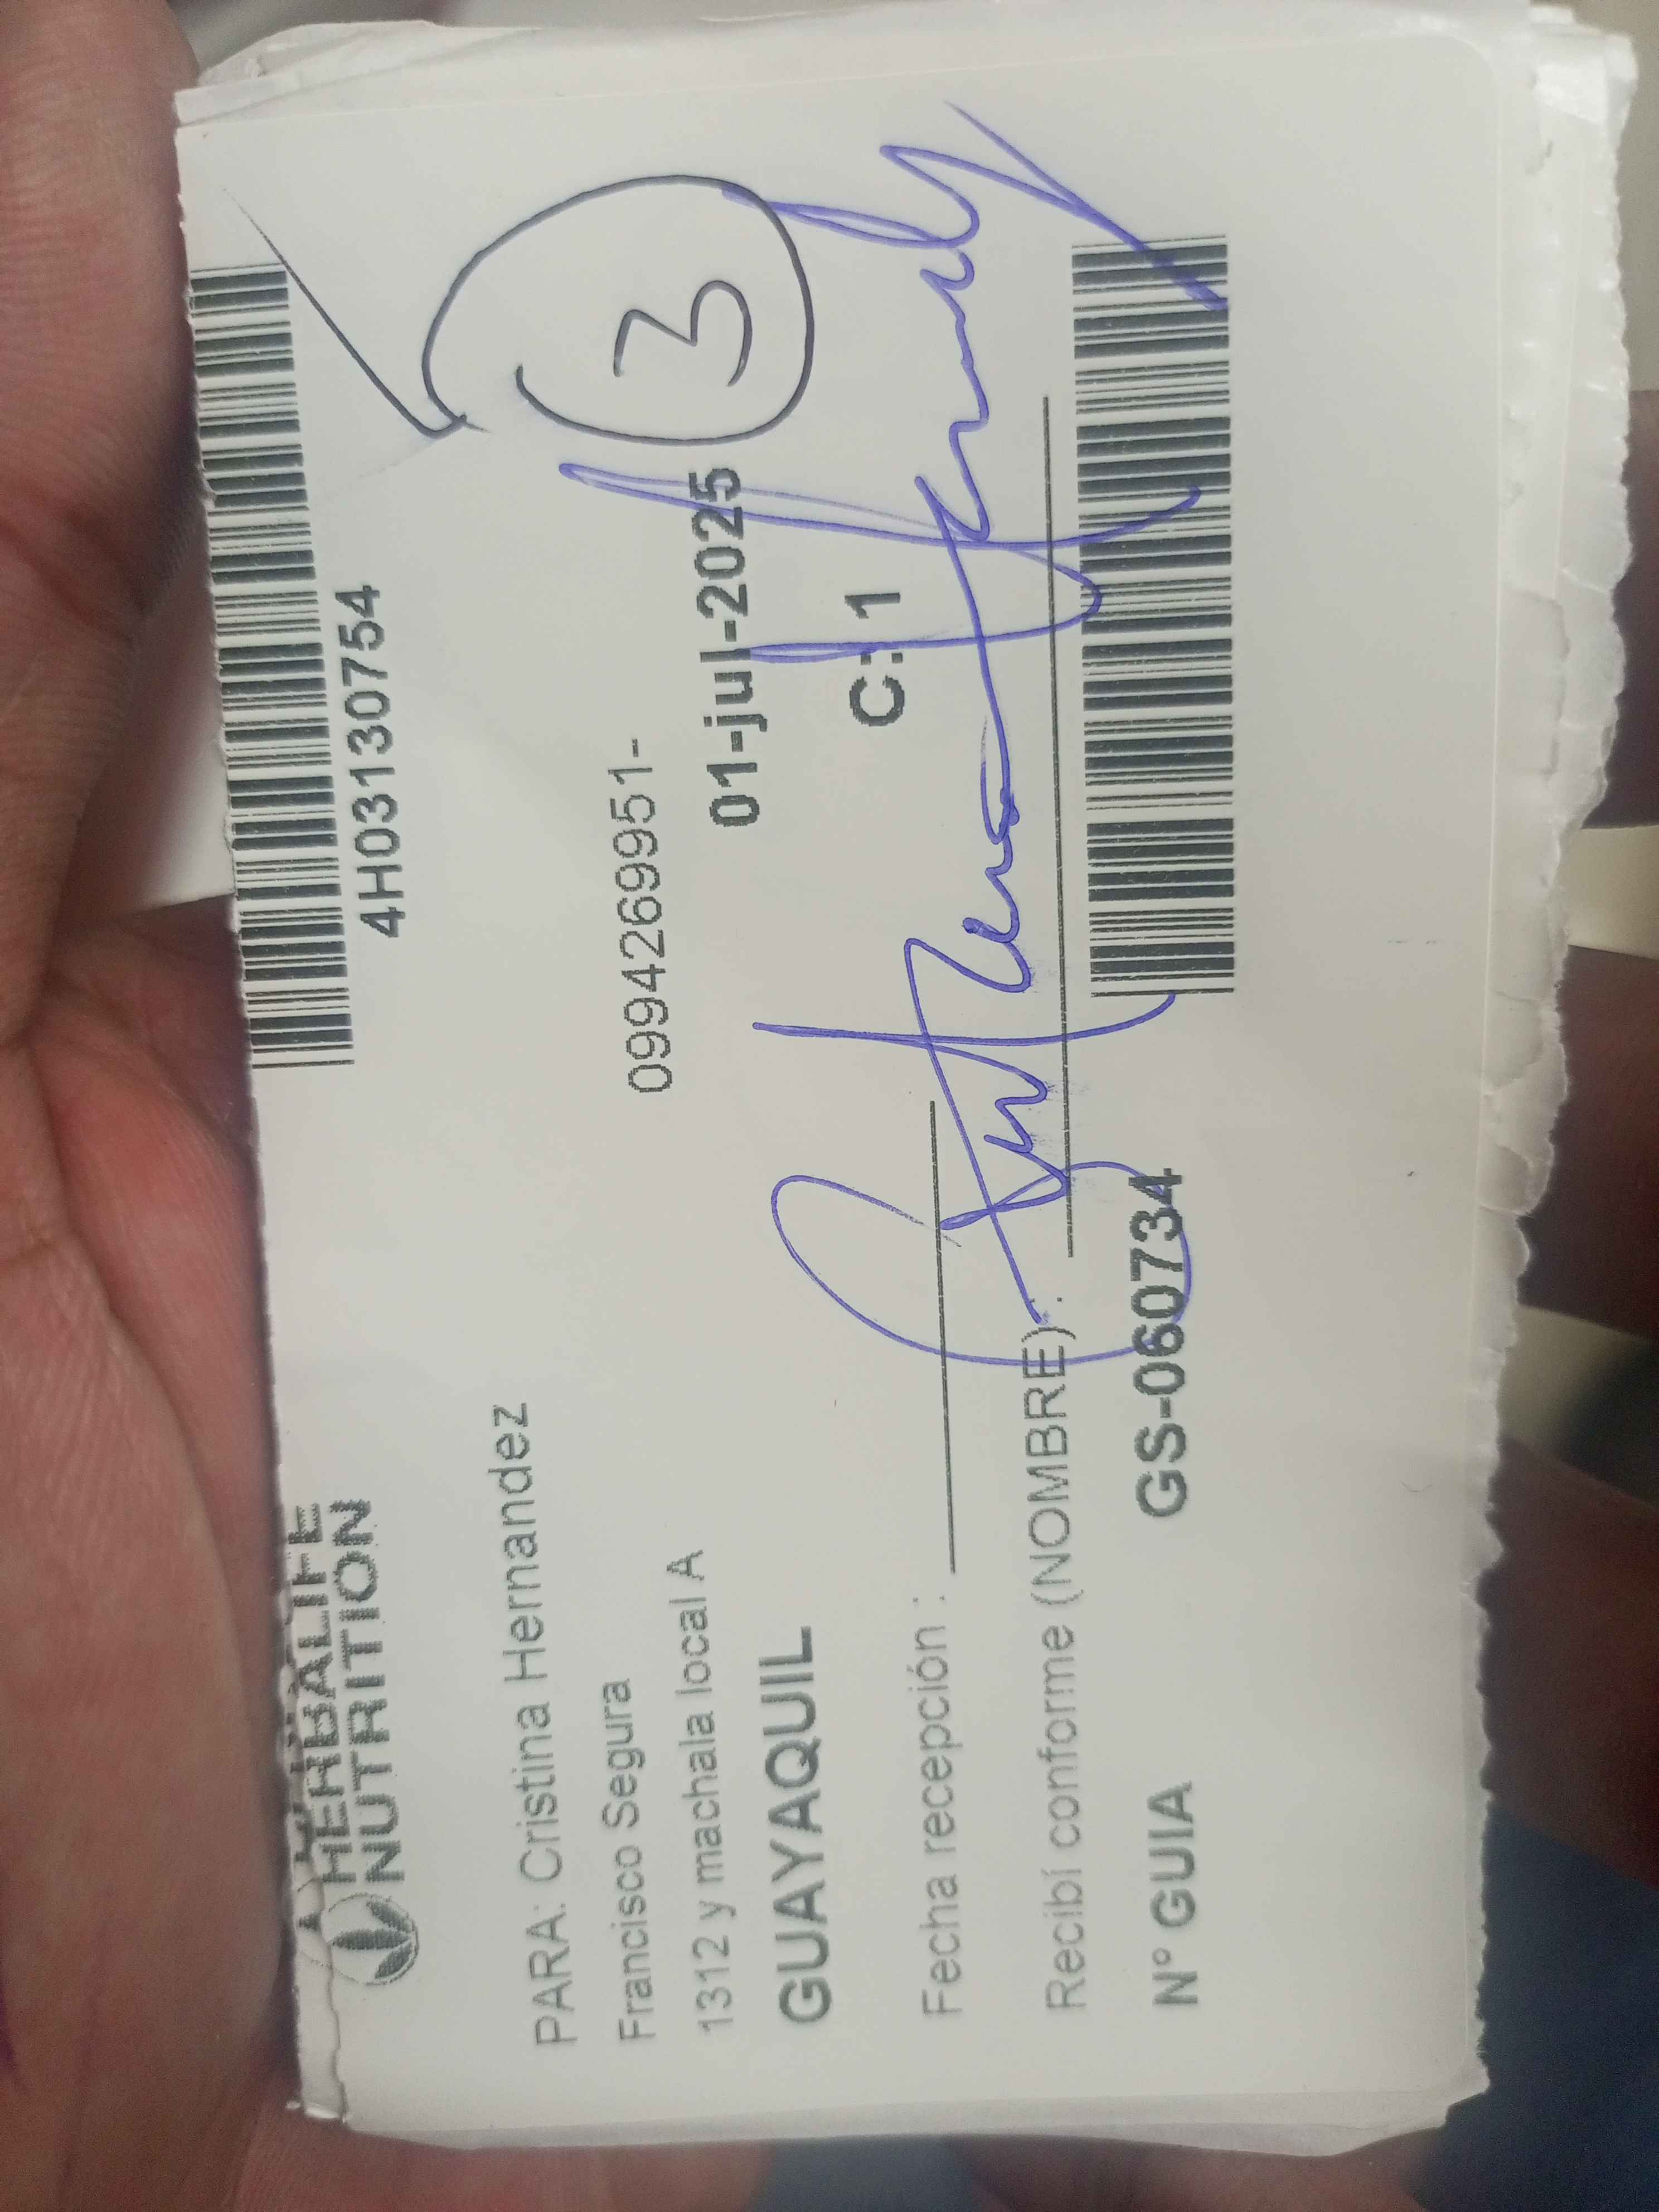 HERBALIFE
NUTRITION
4H03130754
PARA: Cristina Hernandez
Francisco Segura
0994269951-
1312 y machala local A
01-jul-2025
3
GUAYAQUIL
C: 1
Fecha recepción :
Recibí conforme (NOMBRE) :
N° GUIA
GS-060734